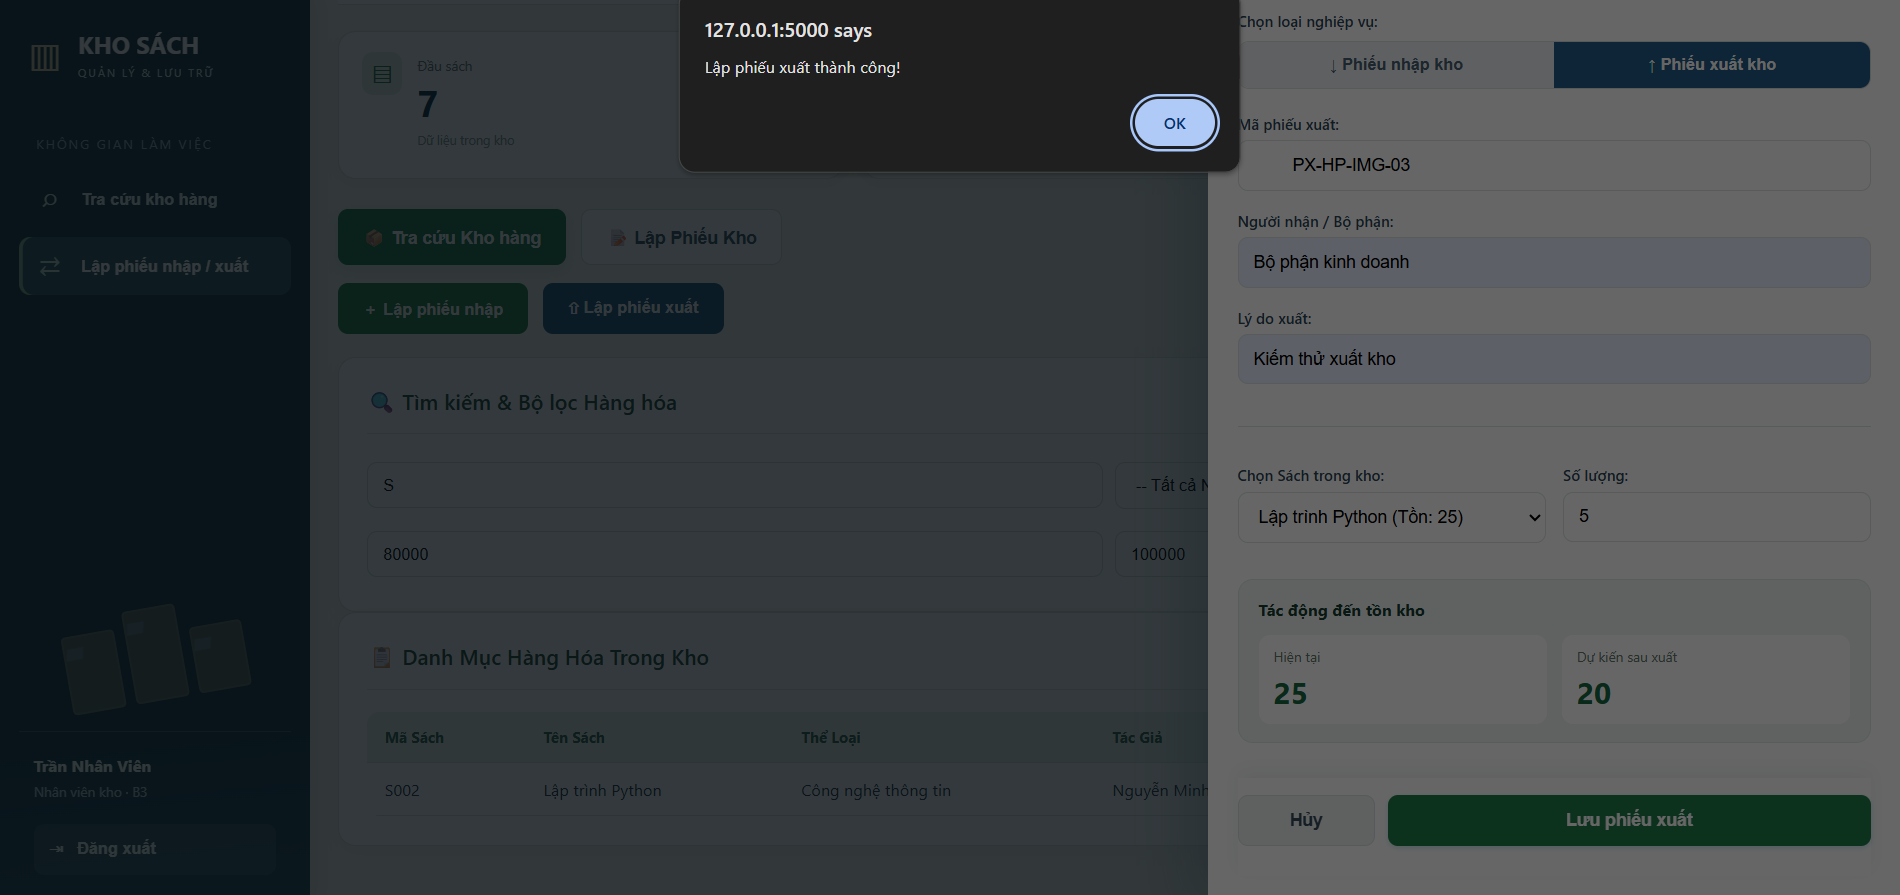 KHO SÁCH
QUẢN LÝ & LƯU TRỮ
KHÔNG GIAN LÀM VIỆC
Tra cứu kho hàng
Lập phiếu nhập / xuất
Trần Nhân Viên
Nhân viên kho · B3
Đăng xuất
Đầu sách
7
Dữ liệu trong kho
Tra cứu Kho hàng
Lập Phiếu Kho
+ Lập phiếu nhập
⇧ Lập phiếu xuất
Tìm kiếm & Bộ lọc Hàng hóa
S
-- Tất cả
80000
100000
Danh Mục Hàng Hóa Trong Kho
Mã Sách Tên Sách Thể Loại Tác Giả
S002 Lập trình Python Công nghệ thông tin Nguyễn Minh
127.0.0.1:5000 says
Lập phiếu xuất thành công!
OK
Chọn loại nghiệp vụ:
↓ Phiếu nhập kho
↑ Phiếu xuất kho
Mã phiếu xuất:
PX-HP-IMG-03
Người nhận / Bộ phận:
Bộ phận kinh doanh
Lý do xuất:
Kiểm thử xuất kho
Chọn Sách trong kho: Số lượng:
Lập trình Python (Tồn: 25) 5
Tác động đến tồn kho
Hiện tại Dự kiến sau xuất
25 20
Hủy
Lưu phiếu xuất